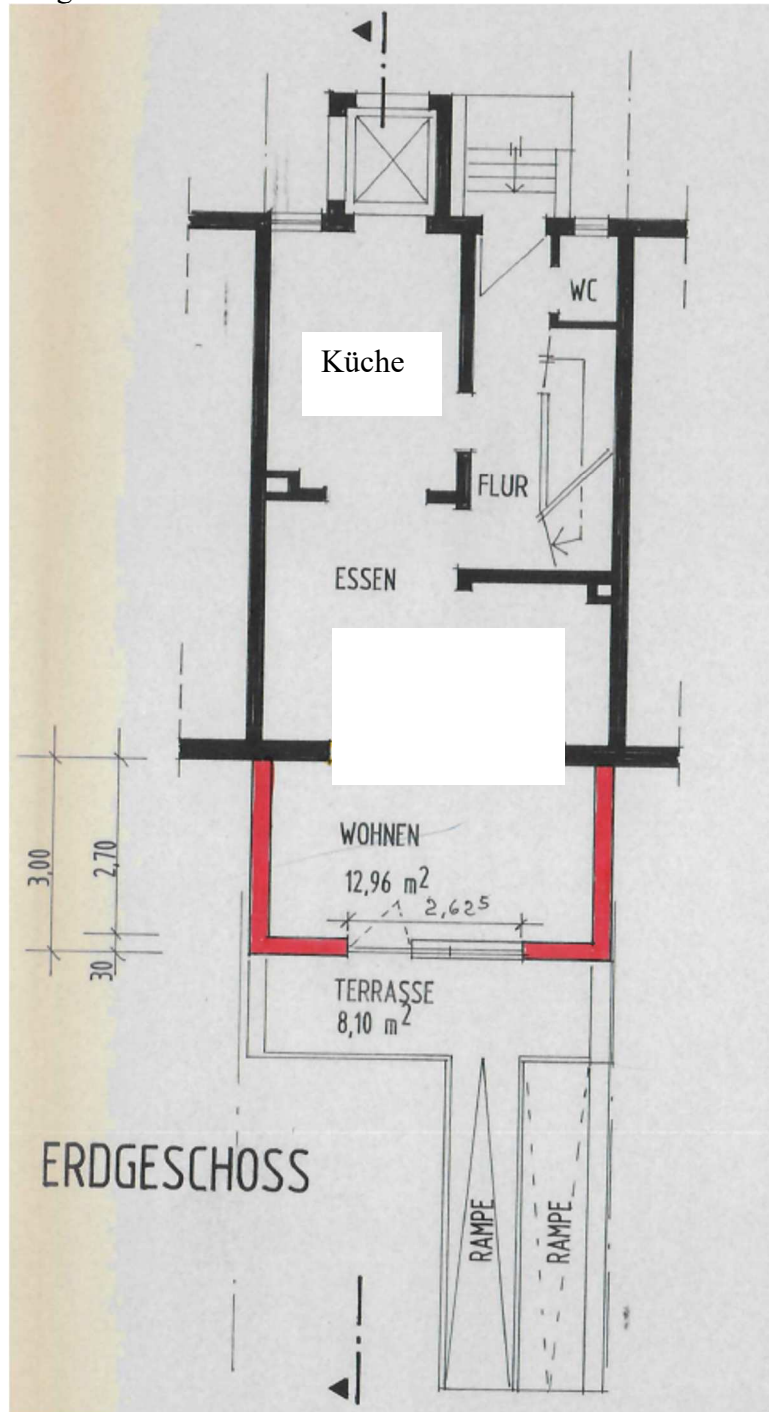 WC
Küche
FLUR
ESSEN
3,00
2,70
WOHNEN
12,96 m²
2,62⁵
30
TERRASSE
8,10 m²
ERDGESCHOSS
RAMPE
RAMPE